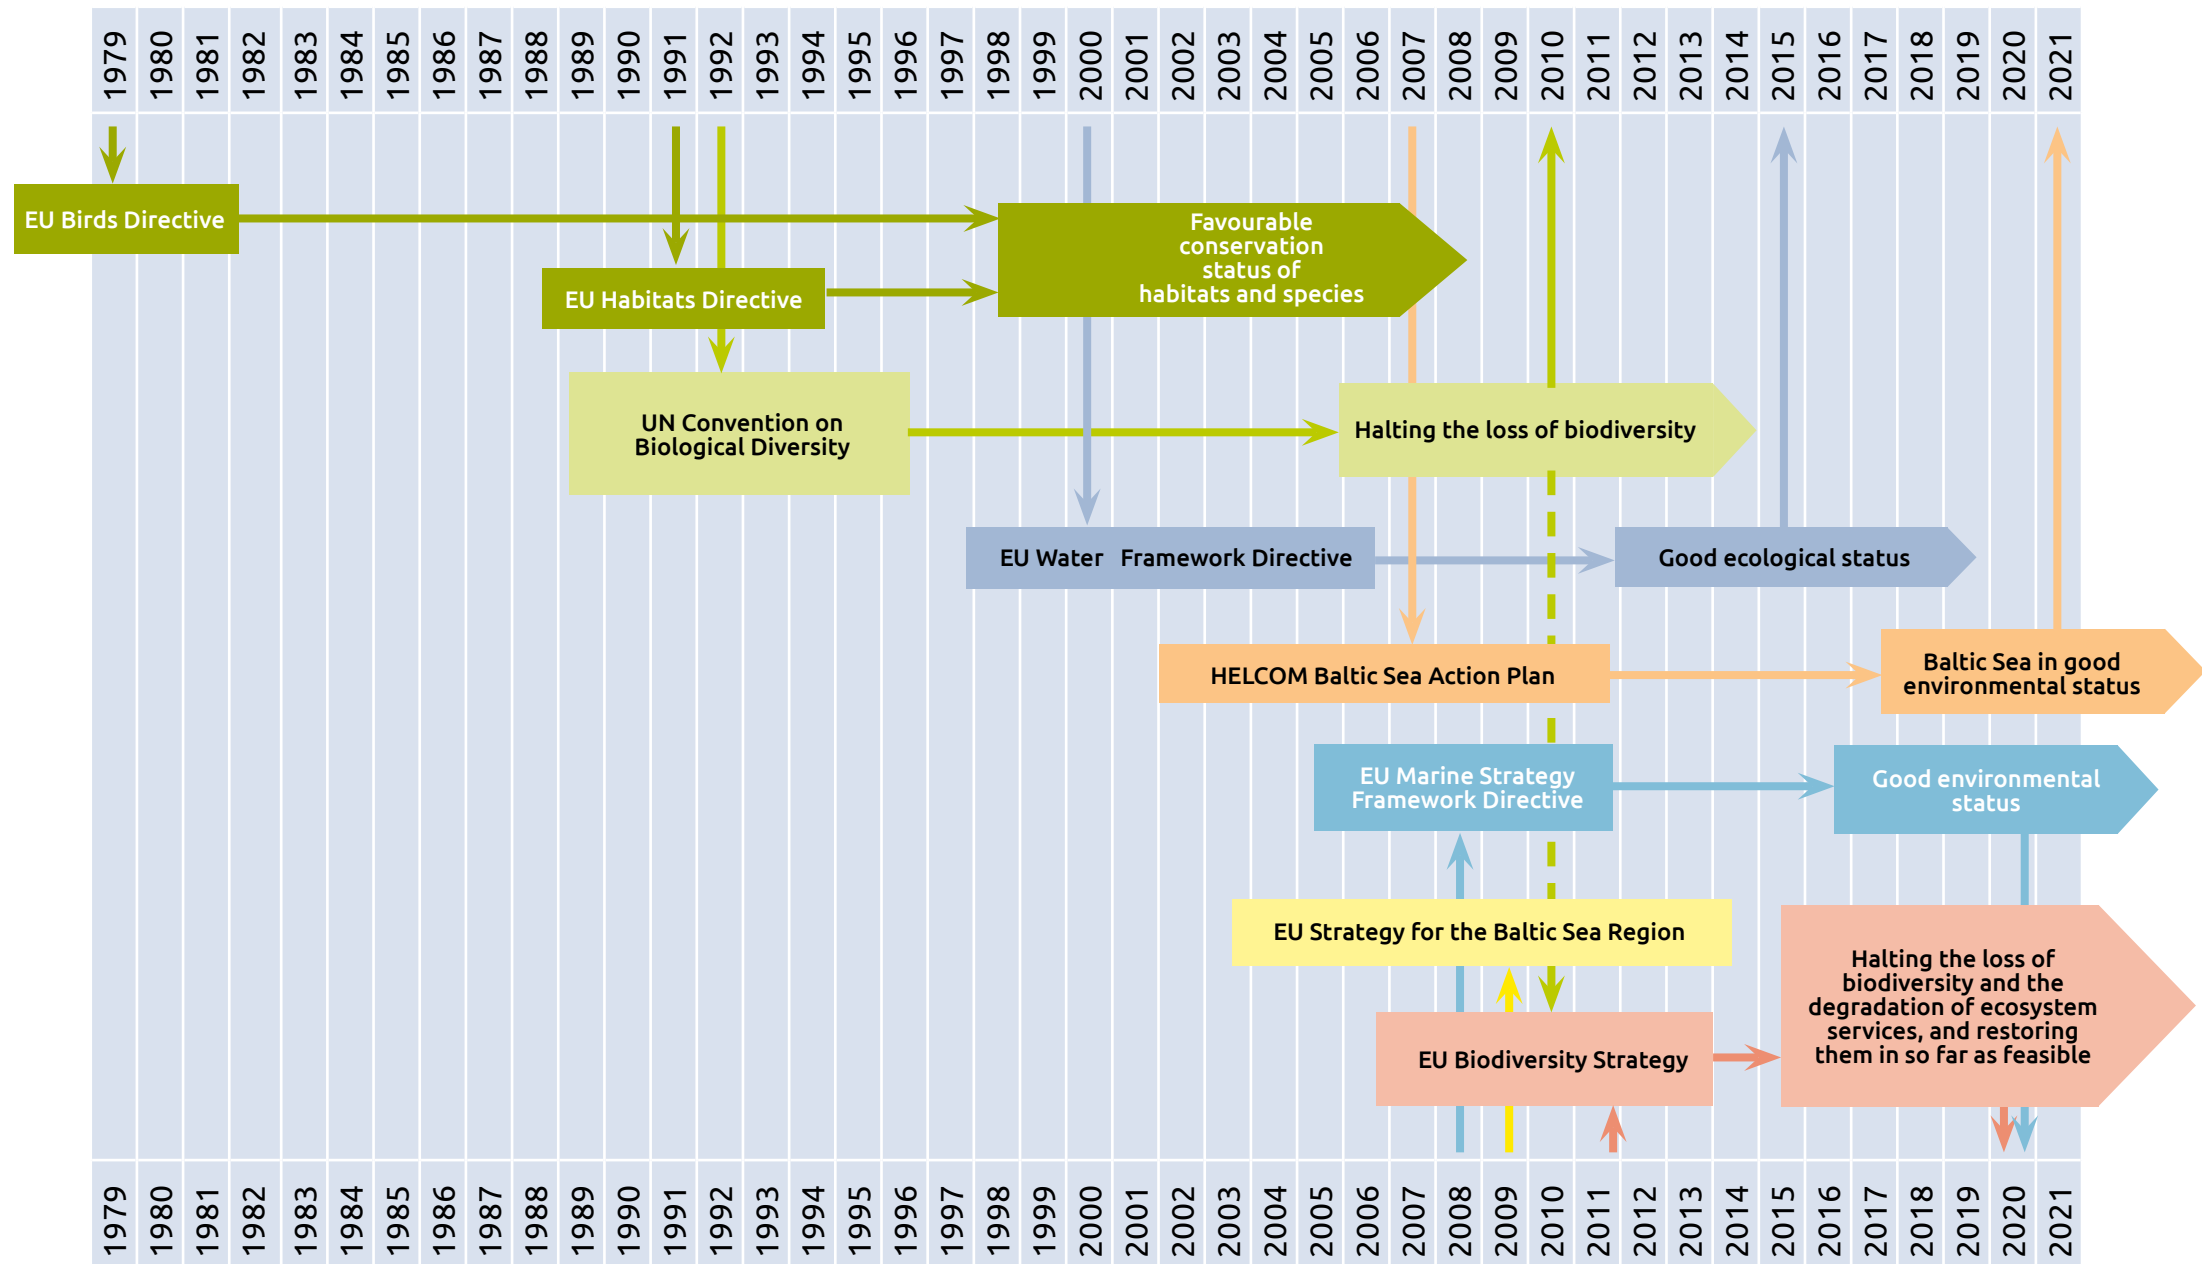 1979 1980 1981 1982 1983 1984 1985 1986 1987 1988 1989 1990 1991 1992 1993 1994 1995 1996 1997 1998 1999 2000 2001 2002 2003 2004 2005 2006 2007 2008 2009 2010 2011 2012 2013 2014 2015 2016 2017 2018 2019 2020 2021
EU Birds Directive
Favourable
conservation
status of
habitats and species
EU Habitats Directive
UN Convention on
Biological Diversity
Halting the loss of biodiversity
EU Water Framework Directive
Good ecological status
HELCOM Baltic Sea Action Plan
Baltic Sea in good
environmental status
EU Marine Strategy
Framework Directive
Good environmental
status
EU Strategy for the Baltic Sea Region
Halting the loss of
biodiversity and the
degradation of ecosystem
services, and restoring
them in so far as feasible
EU Biodiversity Strategy
1979 1980 1981 1982 1983 1984 1985 1986 1987 1988 1989 1990 1991 1992 1993 1994 1995 1996 1997 1998 1999 2000 2001 2002 2003 2004 2005 2006 2007 2008 2009 2010 2011 2012 2013 2014 2015 2016 2017 2018 2019 2020 2021